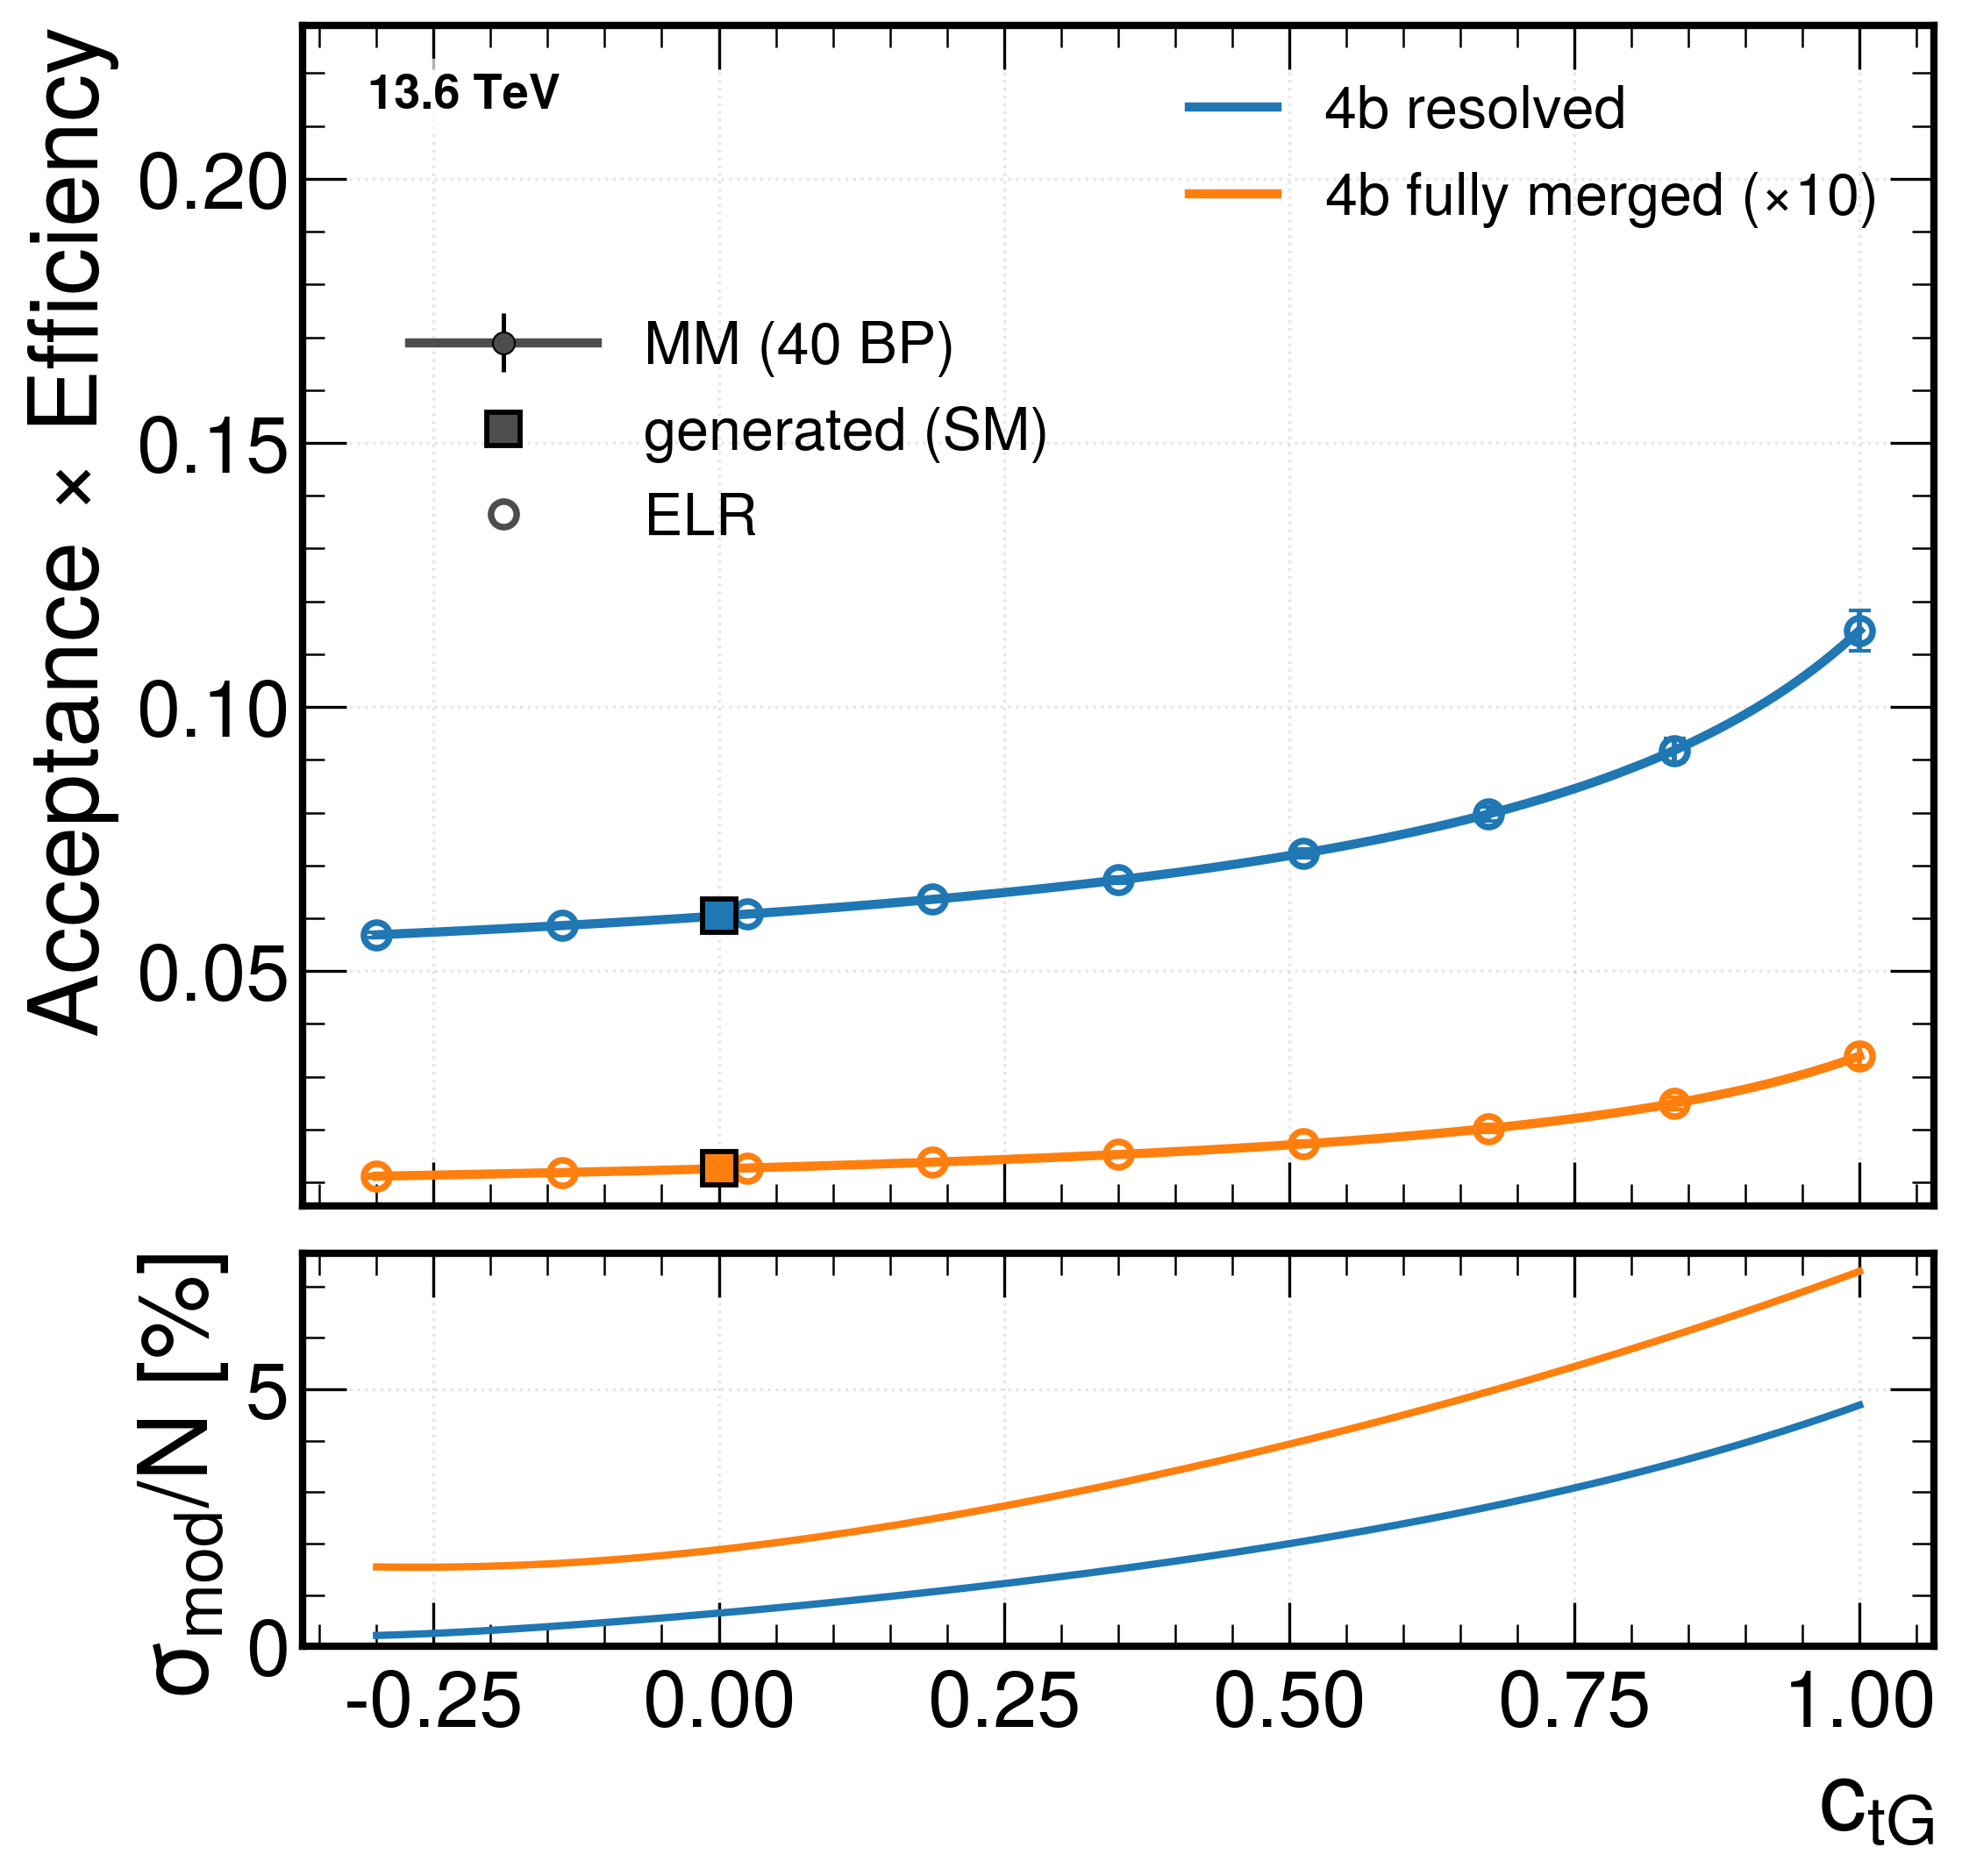 13.6 TeV
4b resolved
4b fully merged (×10)
MM (40 BP)
generated (SM)
ELR
Acceptance × Efficiency
0.20
0.15
0.10
0.05
σmod/N [%]
5
0
-0.25 0.00 0.25 0.50 0.75 1.00
ctG